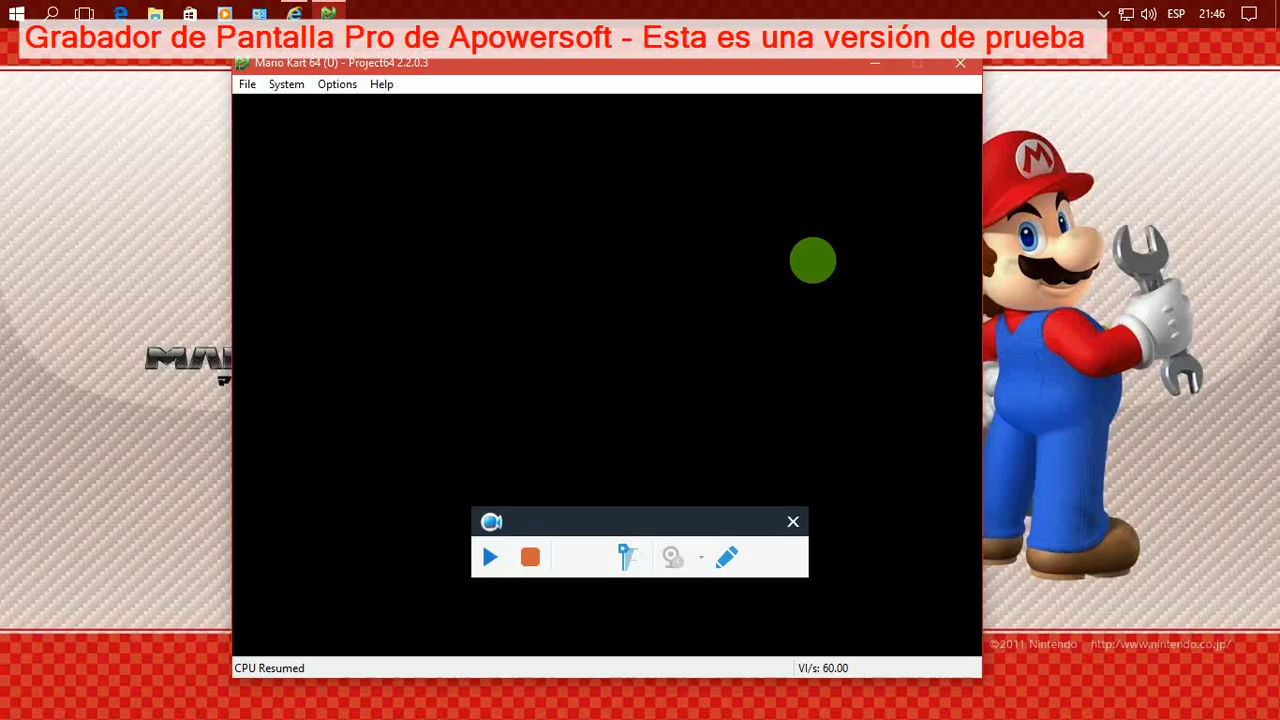 ESP 21:46
Grabador de Pantalla Pro de Apowersoft - Esta es una versión de prueba
Mario Kart 64 (U) - Project64 2.2.0.3
File System Options Help
M
CPU Resumed VI/s: 60.00
©2011 Nintendo http://www.nintendo.co.jp/